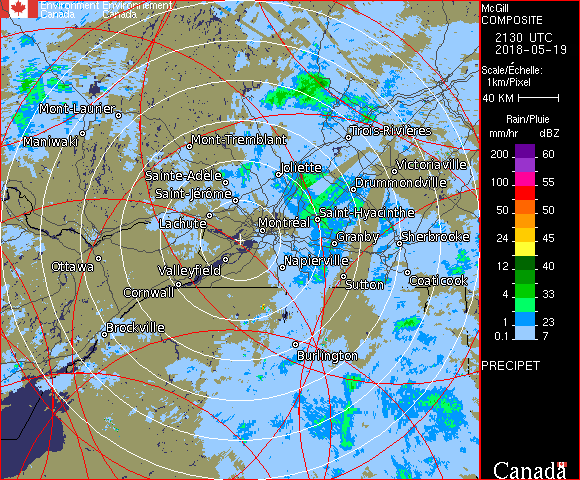 Environment Environnement
Canada Canada
Mont-Laurier
Maniwaki
Mont-Tremblant
Trois-Rivières
Sainte-Adèle
Joliette
Victoriaville
Saint-Jérôme
Drummondville
Lachute
Montréal
Saint-Hyacinthe
Granby
Sherbrooke
Ottawa
Valleyfield
Napierville
Cornwall
Sutton
Coaticook
Brockville
Burlington
McGill
COMPOSITE
2130 UTC
2018-05-19
Scale/Échelle:
1km/Pixel
40 KM
Rain/Pluie
mm/hr dBZ
200 60
100 55
50 50
24 45
12 40
4 33
1 23
0.1 7
PRECIPET
Canada